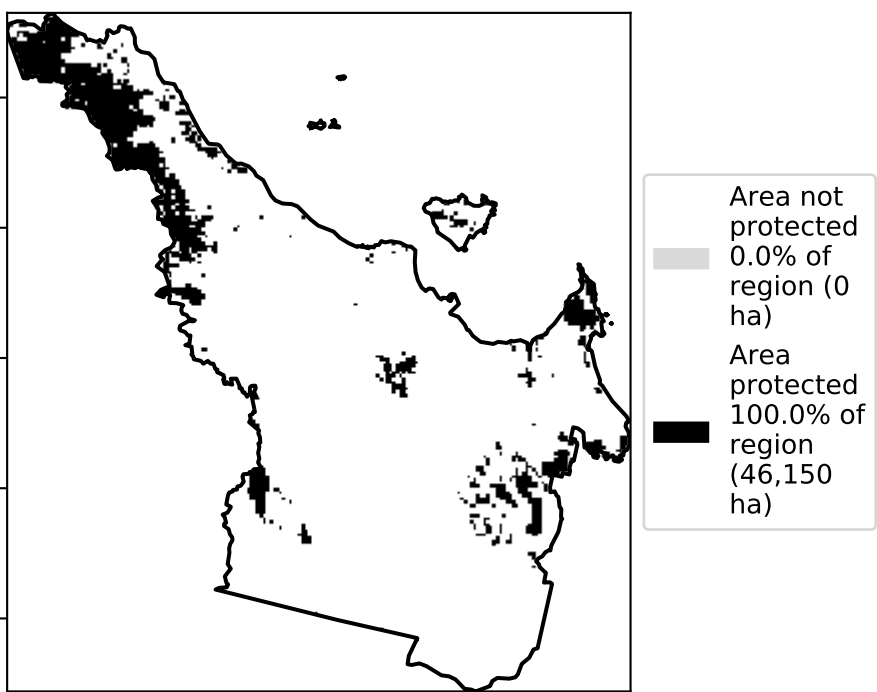 Area not
protected
0.0% of
region (0
ha)
Area
protected
100.0% of
region
(46,150
ha)